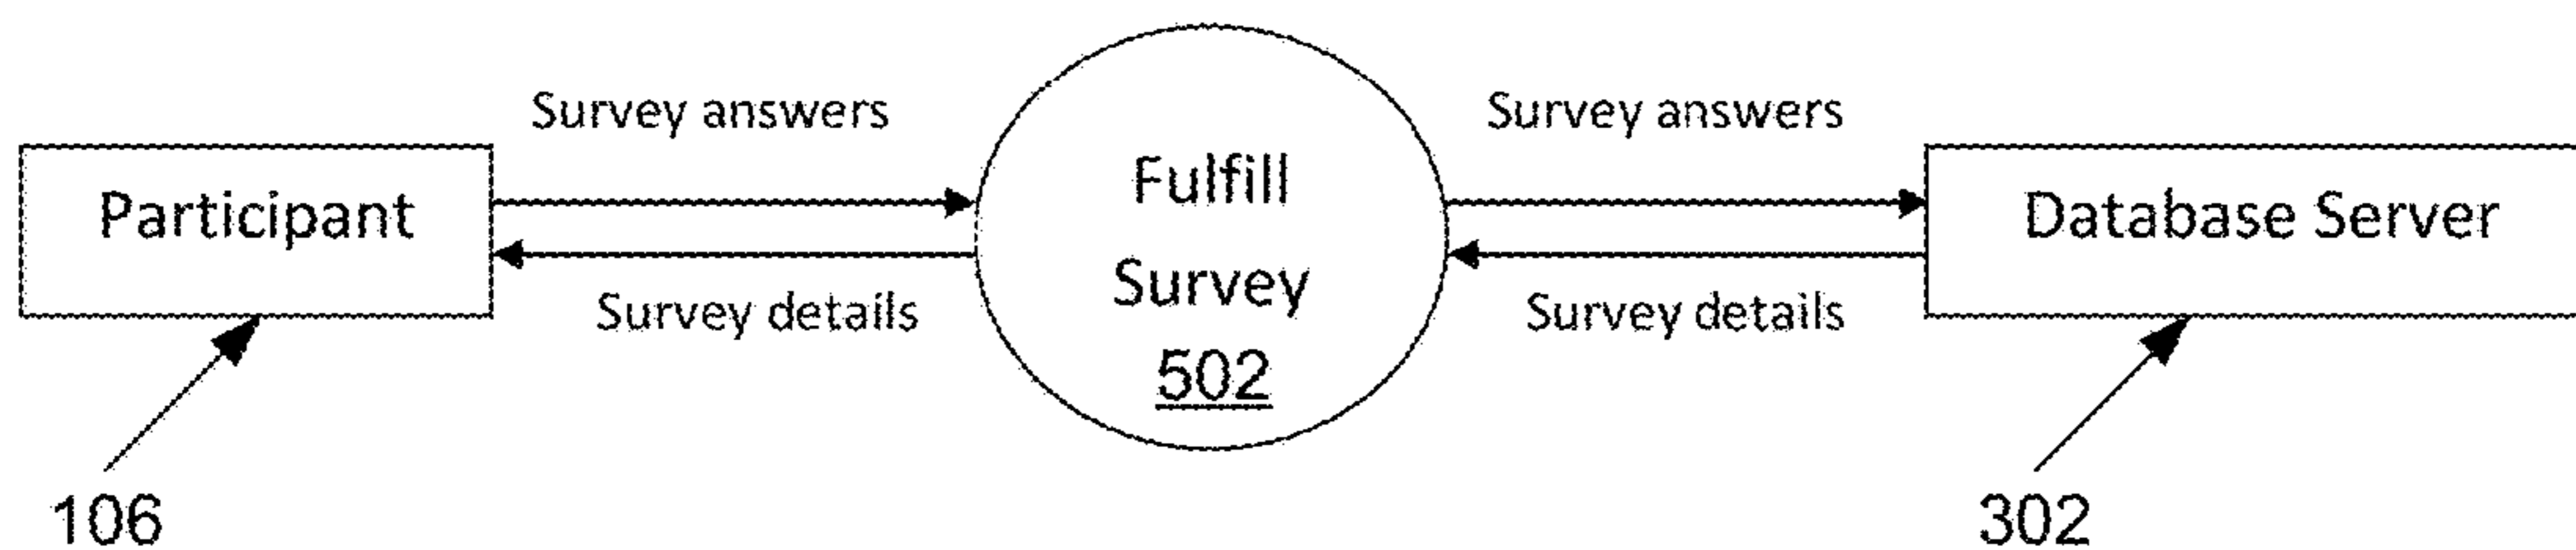 Survey answers
Survey answers
Participant
Fulfill
Survey
502
Database Server
Survey details
Survey details
106
302